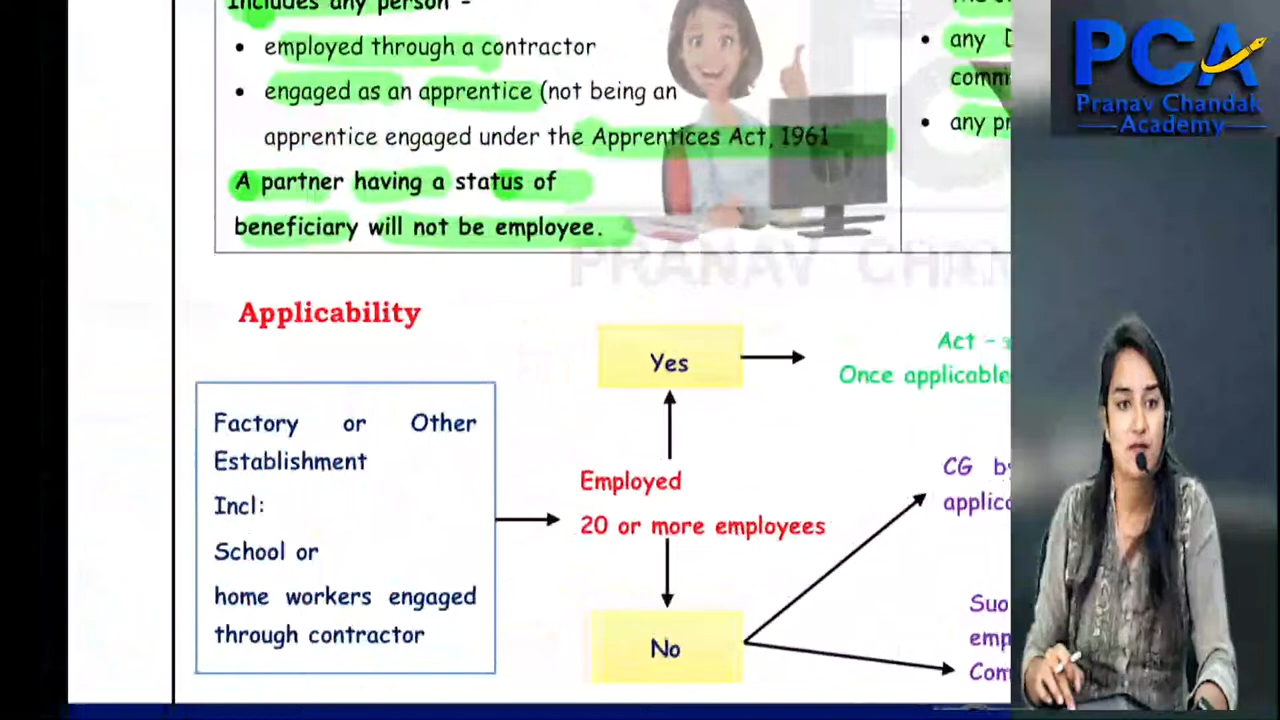 Includes any person -
• employed through a contractor
• engaged as an apprentice (not being an
apprentice engaged under the Apprentices Act, 1961
A partner having a status of
beneficiary will not be employee.
• any
• any
PRANAV
Applicability
Factory or Other
Establishment
Incl:
School or
home workers engaged
through contractor
Yes
Employed
20 or more employees
No
Act -
Once applicable
CG
PCA
Pranav Chandak
Academy